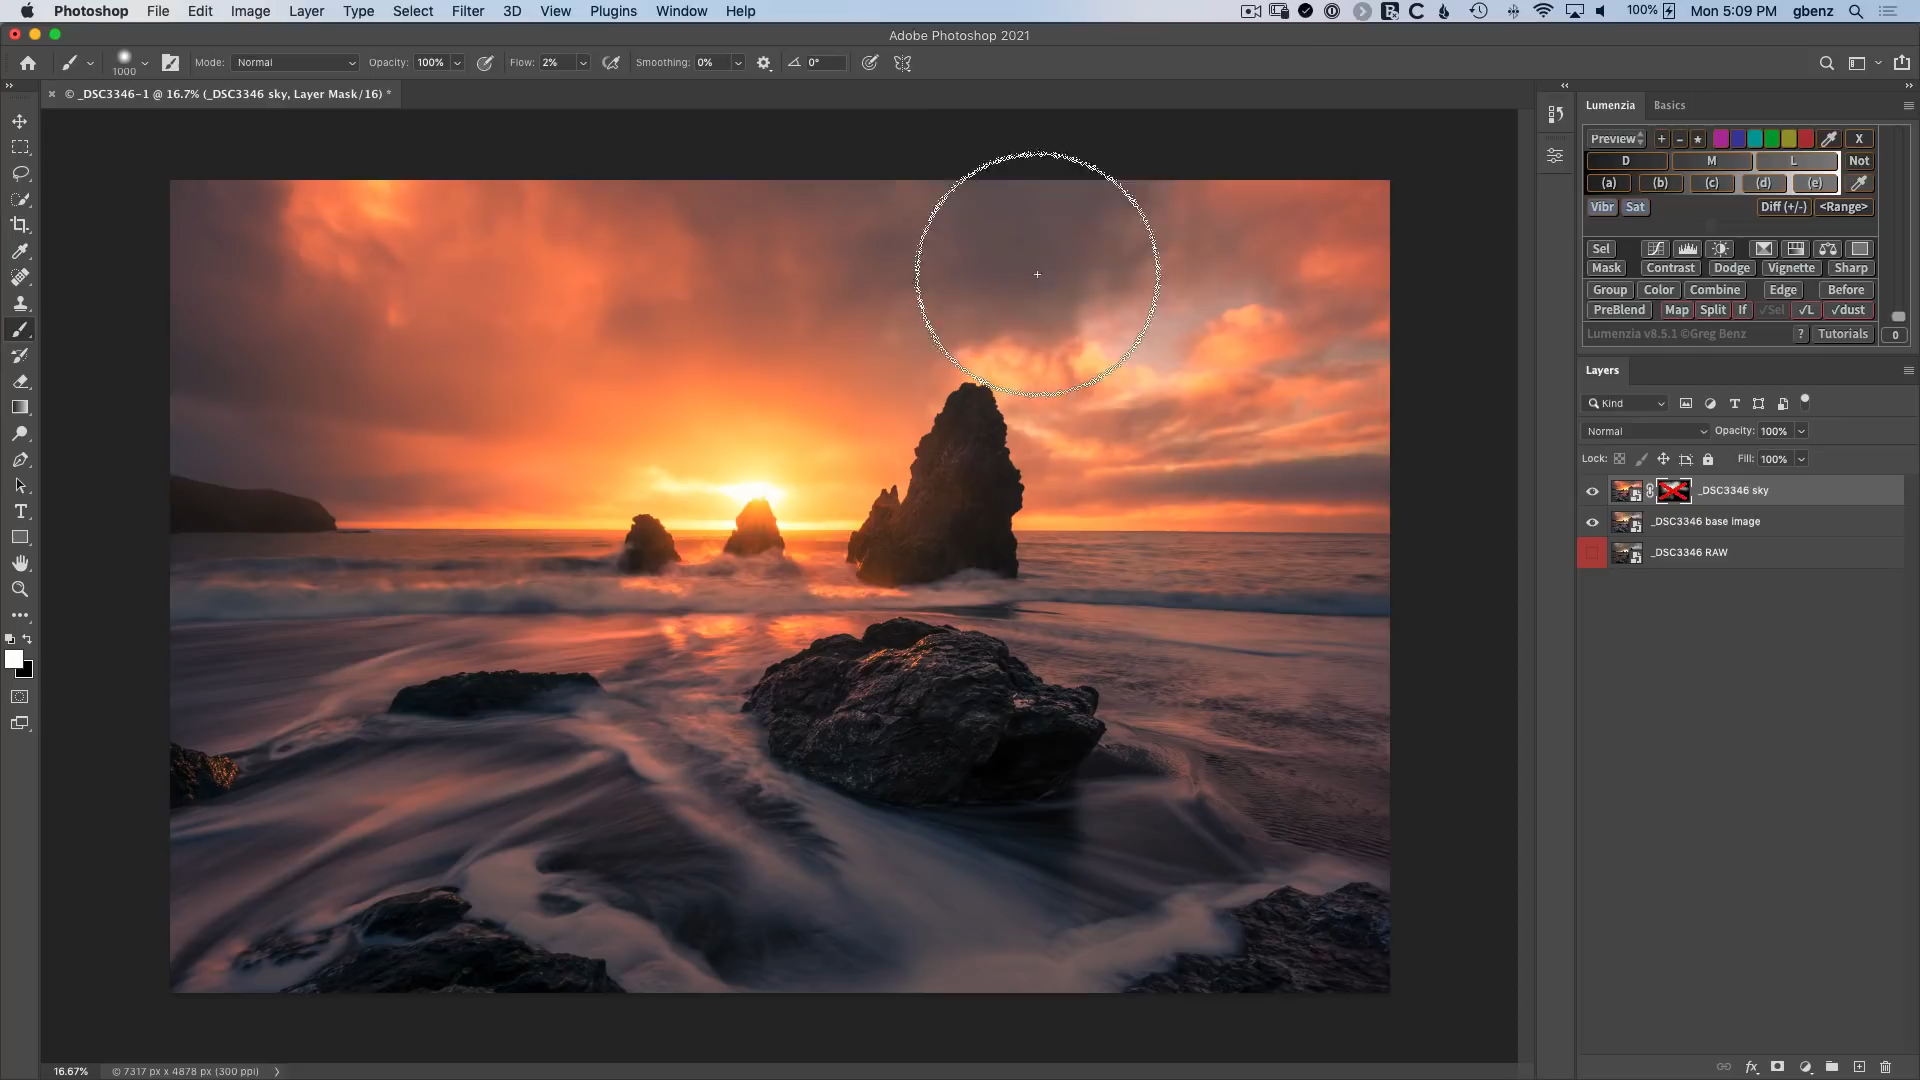 Photoshop File Edit Image Layer Type Select Filter 3D View Plugins Window Help 100% Mon 5:09 PM gbenz
Adobe Photoshop 2021
1000 Mode: Normal Opacity: 100% Flow: 2% Smoothing: 0% 0°
× © _DSC3346-1 @ 16.7% (_DSC3346 sky, Layer Mask/16) *
Lumenzia Basics
Preview + - ★ X
D M L Not
(a) (b) (c) (d) (e)
Vibr Sat Diff (+/-) <Range>
Sel
Mask Contrast Dodge Vignette Sharp
Group Color Combine Edge Before
PreBlend Map Split If √Sel √L √dust
Lumenzia v8.5.1 ©Greg Benz ? Tutorials 0
Layers
Kind
Normal Opacity: 100%
Lock: Fill: 100%
_DSC3346 sky
_DSC3346 base image
_DSC3346 RAW
16.67% © 7317 px x 4878 px (300 ppi)
fx